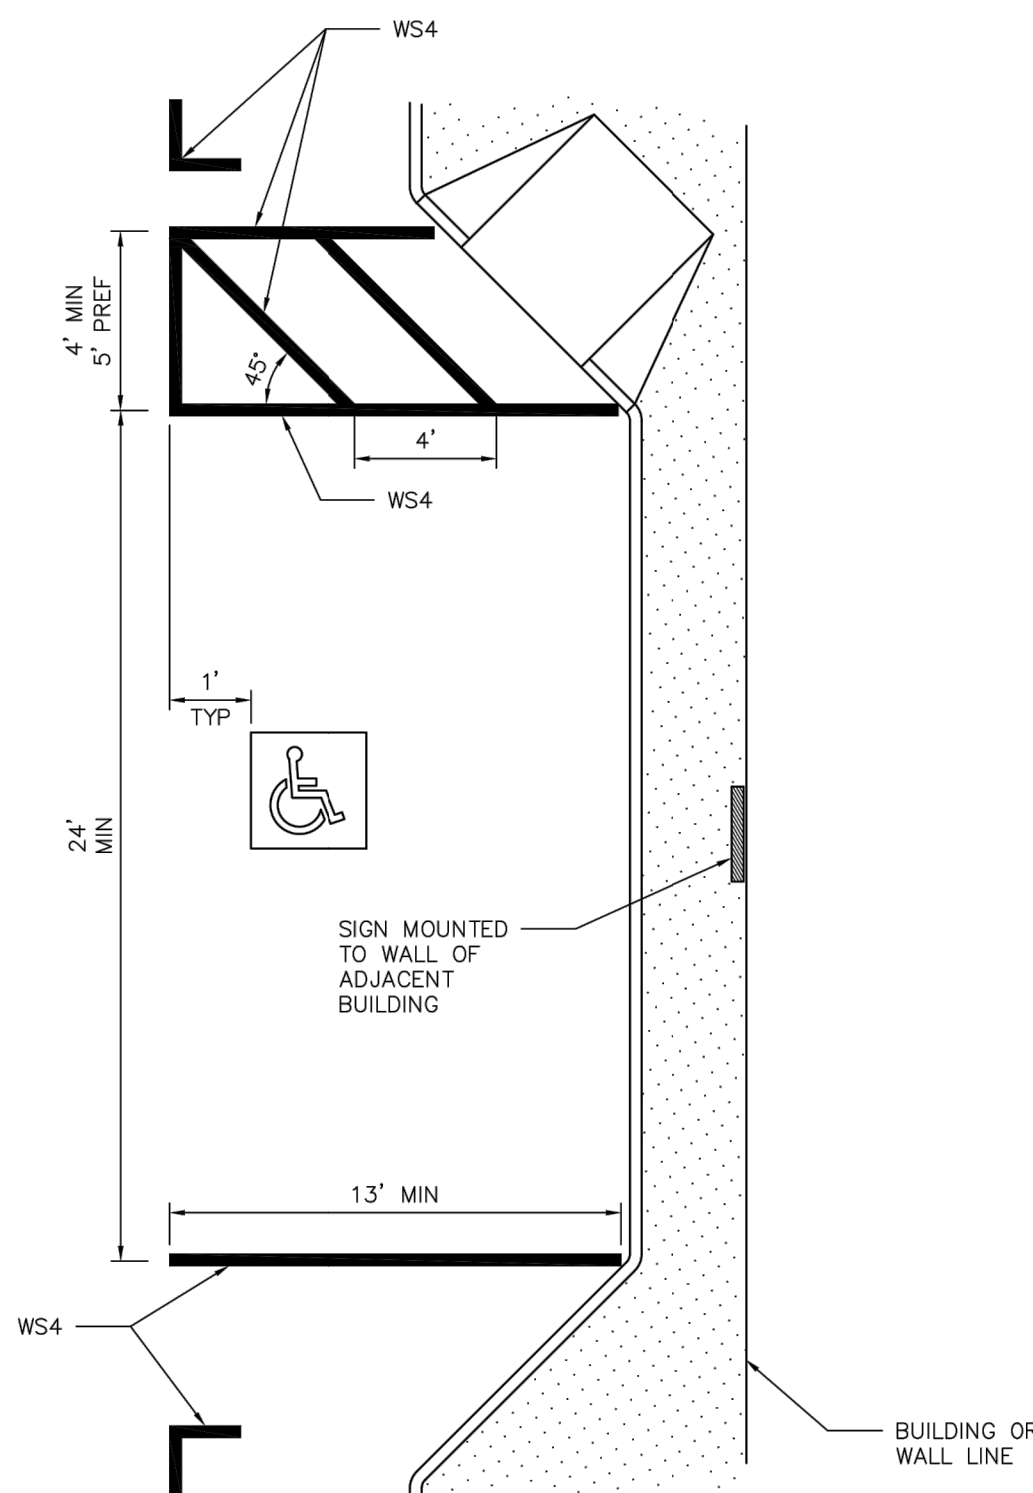 WS4
4' MIN
5' PREF
45°
4'
WS4
1'
TYP
24'
MIN
SIGN MOUNTED
TO WALL OF
ADJACENT
BUILDING
13' MIN
WS4
BUILDING OR
WALL LINE